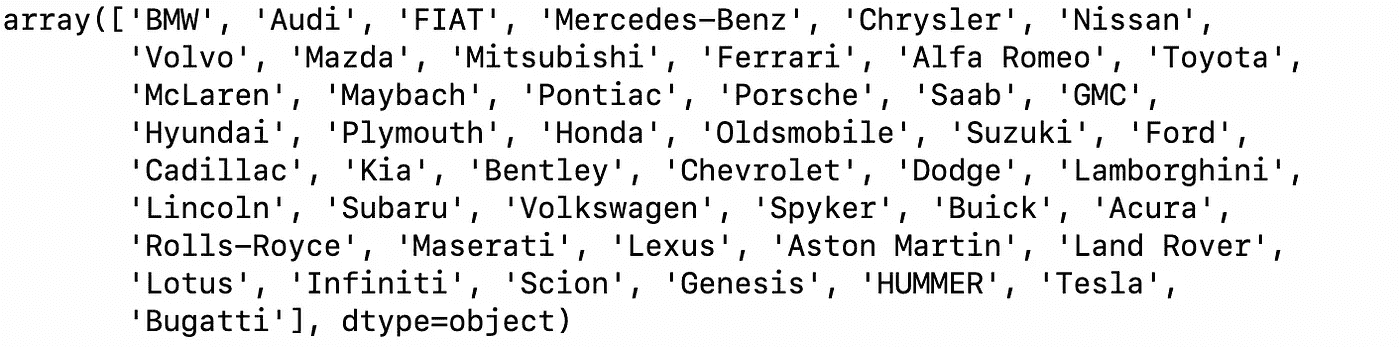 array(['BMW', 'Audi', 'FIAT', 'Mercedes-Benz', 'Chrysler', 'Nissan',
'Volvo', 'Mazda', 'Mitsubishi', 'Ferrari', 'Alfa Romeo', 'Toyota',
'McLaren', 'Maybach', 'Pontiac', 'Porsche', 'Saab', 'GMC',
'Hyundai', 'Plymouth', 'Honda', 'Oldsmobile', 'Suzuki', 'Ford',
'Cadillac', 'Kia', 'Bentley', 'Chevrolet', 'Dodge', 'Lamborghini',
'Lincoln', 'Subaru', 'Volkswagen', 'Spyker', 'Buick', 'Acura',
'Rolls-Royce', 'Maserati', 'Lexus', 'Aston Martin', 'Land Rover',
'Lotus', 'Infiniti', 'Scion', 'Genesis', 'HUMMER', 'Tesla',
'Bugatti'], dtype=object)